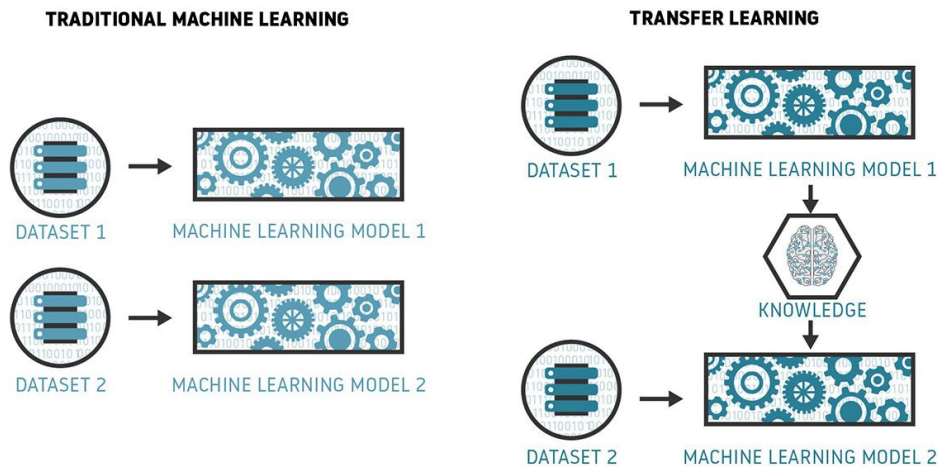 TRADITIONAL MACHINE LEARNING
DATASET 1
MACHINE LEARNING MODEL 1
DATASET 2
MACHINE LEARNING MODEL 2
TRANSFER LEARNING
DATASET 1
MACHINE LEARNING MODEL 1
KNOWLEDGE
DATASET 2
MACHINE LEARNING MODEL 2